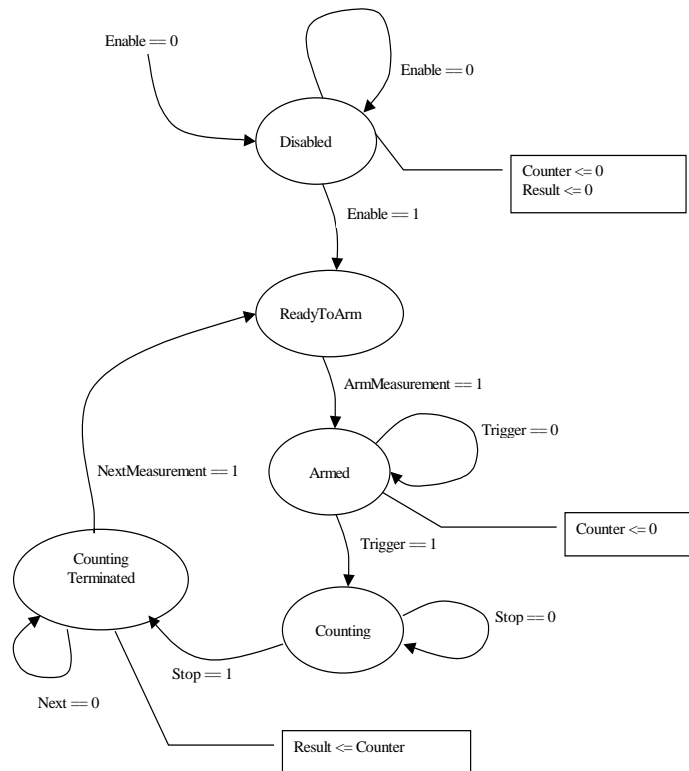 Enable == 0
Enable == 0
Disabled
Counter <= 0
Result <= 0
Enable == 1
ReadyToArm
ArmMeasurement == 1
Trigger == 0
Armed
NextMeasurement == 1
Counter <= 0
Trigger == 1
Counting
Terminated
Counting
Stop == 0
Stop == 1
Next == 0
Result <= Counter